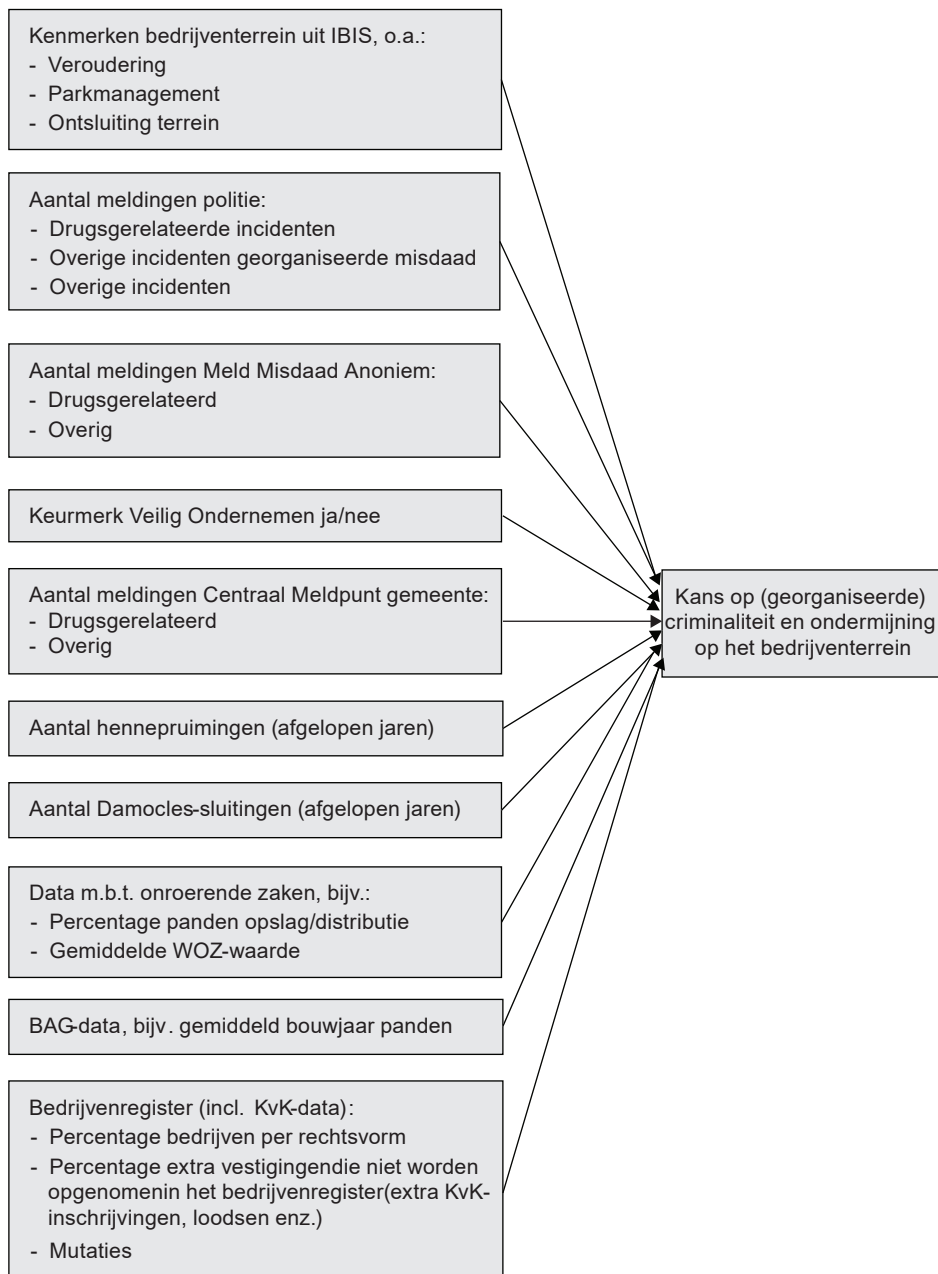 Kenmerken bedrijventerrein uit IBIS, o.a.:
- Veroudering
- Parkmanagement
- Ontsluiting terrein
Aantal meldingen politie:
- Drugsgerelateerde incidenten
- Overige incidenten georganiseerde misdaad
- Overige incidenten
Aantal meldingen Meld Misdaad Anoniem:
- Drugsgerelateerd
- Overig
Keurmerk Veilig Ondernemen ja/nee
Aantal meldingen Centraal Meldpunt gemeente:
- Drugsgerelateerd
- Overig
Aantal hennepruimingen (afgelopen jaren)
Aantal Damocles-sluitingen (afgelopen jaren)
Data m.b.t. onroerende zaken, bijv.:
- Percentage panden opslag/distributie
- Gemiddelde WOZ-waarde
BAG-data, bijv. gemiddeld bouwjaar panden
Bedrijvenregister (incl. KvK-data):
- Percentage bedrijven per rechtsvorm
- Percentage extra vestigingendie niet worden
opgenomenin het bedrijvenregister(extra KvK-
inschrijvingen, loodsen enz.)
- Mutaties
Kans op (georganiseerde)
criminaliteit en ondermijning
op het bedrijventerrein